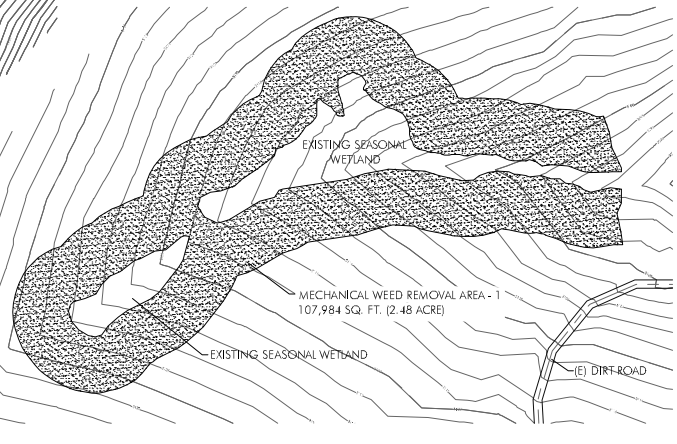 EXISTING SEASONAL
WETLAND
MECHANICAL WEED REMOVAL AREA - 1
107,984 SQ. FT. (2.48 ACRE)
EXISTING SEASONAL WETLAND
(E) DIRT ROAD